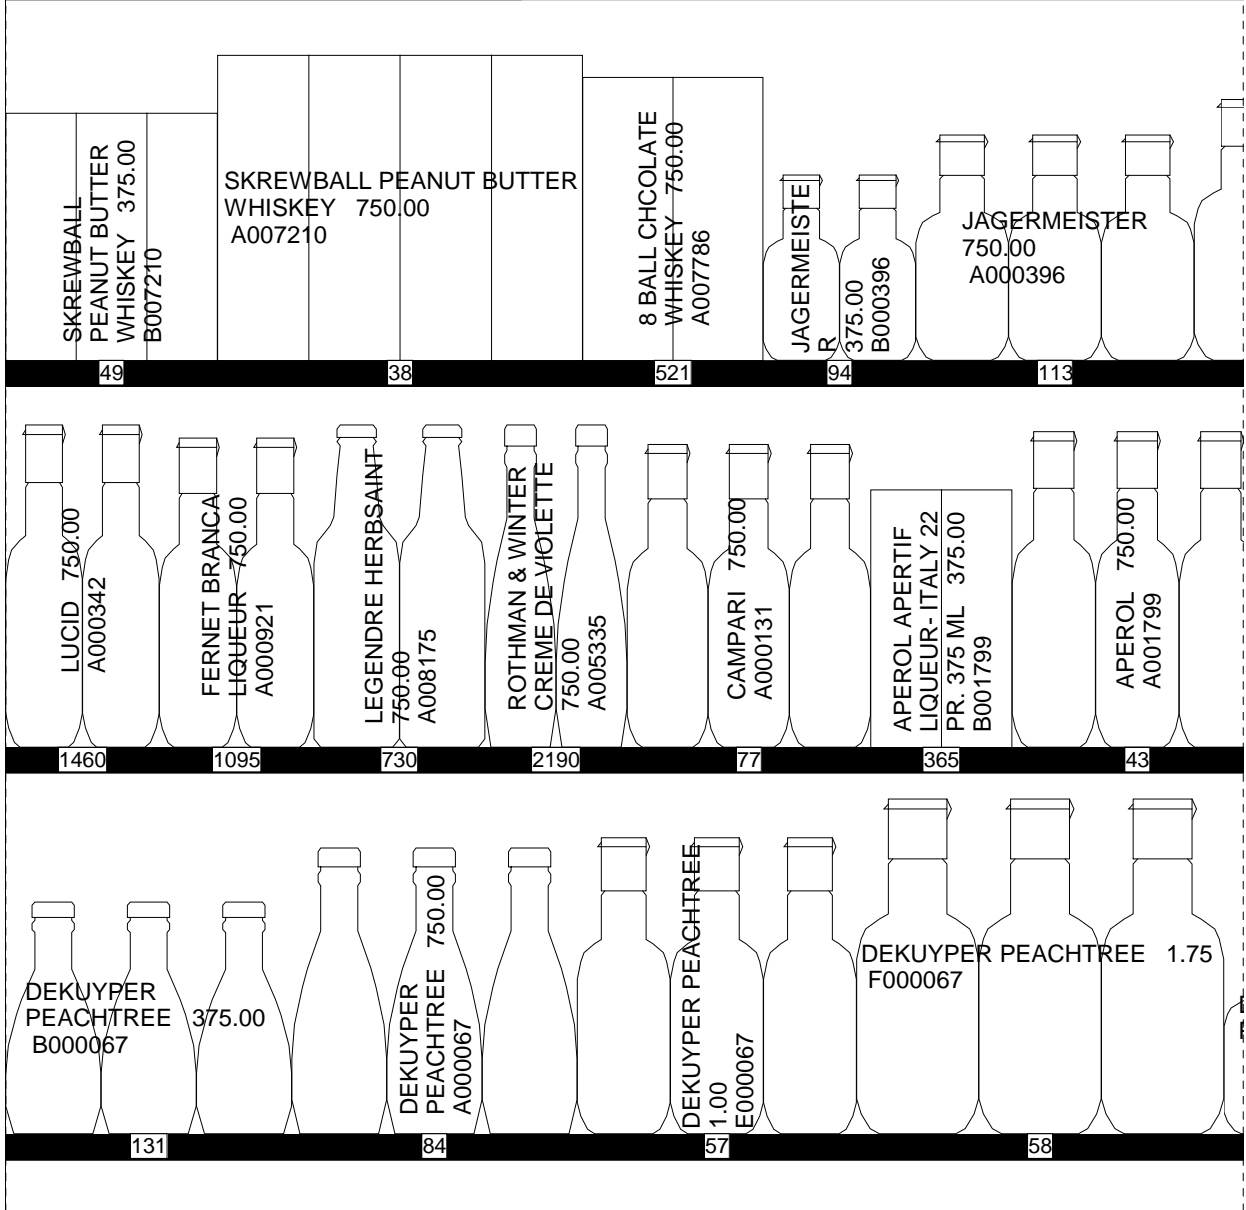 SKREWBALL
PEANUT BUTTER
WHISKEY 375.00
B007210
SKREWBALL PEANUT BUTTER
WHISKEY 750.00
A007210
8 BALL CHCOLATE
WHISKEY 750.00
A007786
JAGERMEISTE
R 375.00
B000396
JAGERMEISTER
750.00
A000396
49
38
521
94
113
LUCID 750.00
A000342
FERNET BRANCA
LIQUEUR 750.00
A000921
LEGENDRE HERBSAINT
750.00
A008175
ROTHMAN & WINTER
CREME DE VIOLETTE
750.00
A005335
CAMPARI 750.00
A000131
APEROL APERTIF
LIQUEUR- ITALY 22
PR. 375 ML 375.00
B001799
APEROL 750.00
A001799
1460
1095
730
2190
77
365
43
DEKUYPER
PEACHTREE 375.00
B000067
DEKUYPER
PEACHTREE 750.00
A000067
DEKUYPER PEACHTREE
1.00
E000067
DEKUYPER PEACHTREE 1.75
F000067
131
84
57
58